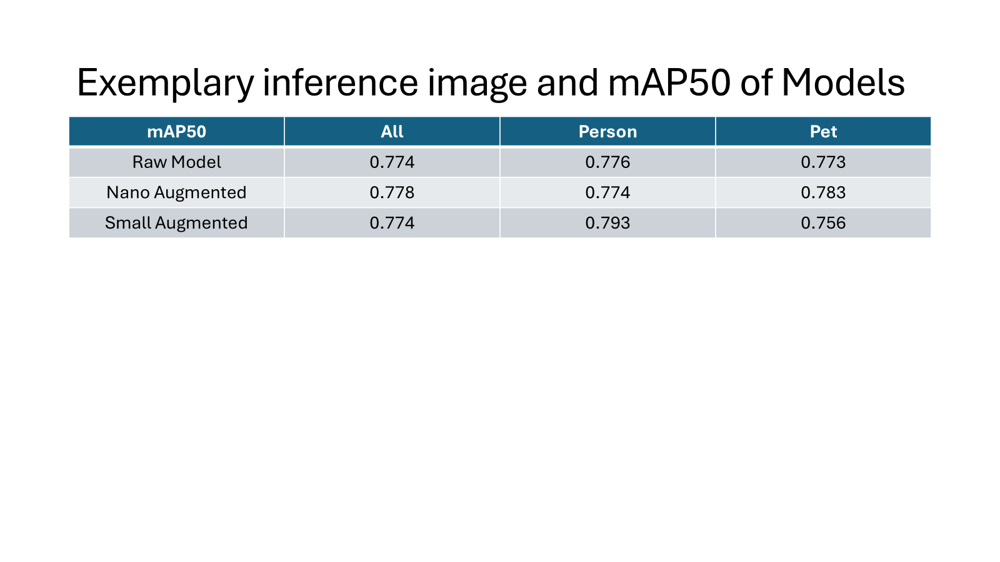 Exemplary inference image and mAP50 of Models
mAP50 All Person Pet
Raw Model 0.774 0.776 0.773
Nano Augmented 0.778 0.774 0.783
Small Augmented 0.774 0.793 0.756